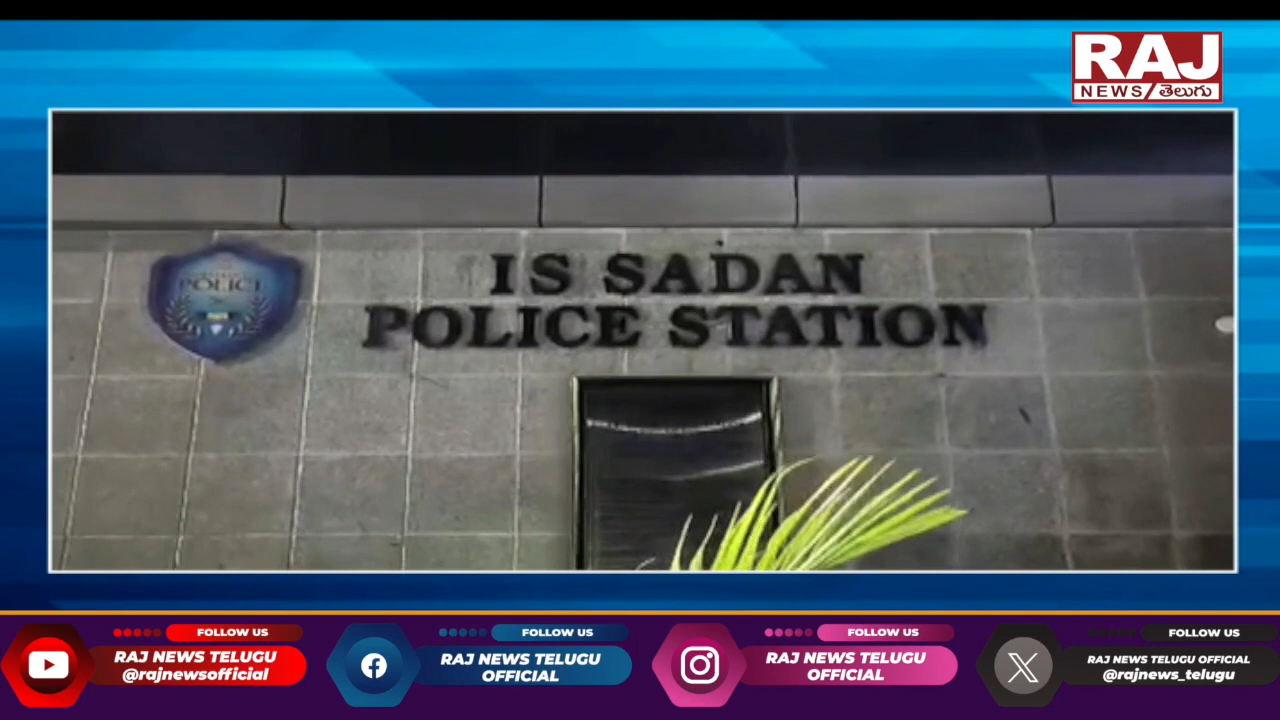 RAJ
NEWS/తెలుగు
POLICE
IS SADAN
POLICE STATION
FOLLOW US
RAJ NEWS TELUGU
@rajnewsofficial
FOLLOW US
RAJ NEWS TELUGU
OFFICIAL
FOLLOW US
RAJ NEWS TELUGU
OFFICIAL
FOLLOW US
RAJ NEWS TELUGU OFFICIAL
@rajnews_telugu